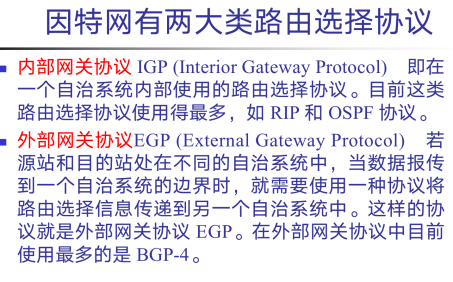 因特网有两大类路由选择协议
内部网关协议 IGP (Interior Gateway Protocol) 即在
一个自治系统内部使用的路由选择协议。目前这类
路由选择协议使用得最多，如 RIP 和 OSPF 协议。
外部网关协议EGP (External Gateway Protocol) 若
源站和目的站处在不同的自治系统中，当数据报传
到一个自治系统的边界时，就需要使用一种协议将
路由选择信息传递到另一个自治系统中。这样的协
议就是外部网关协议 EGP。在外部网关协议中目前
使用最多的是 BGP-4。